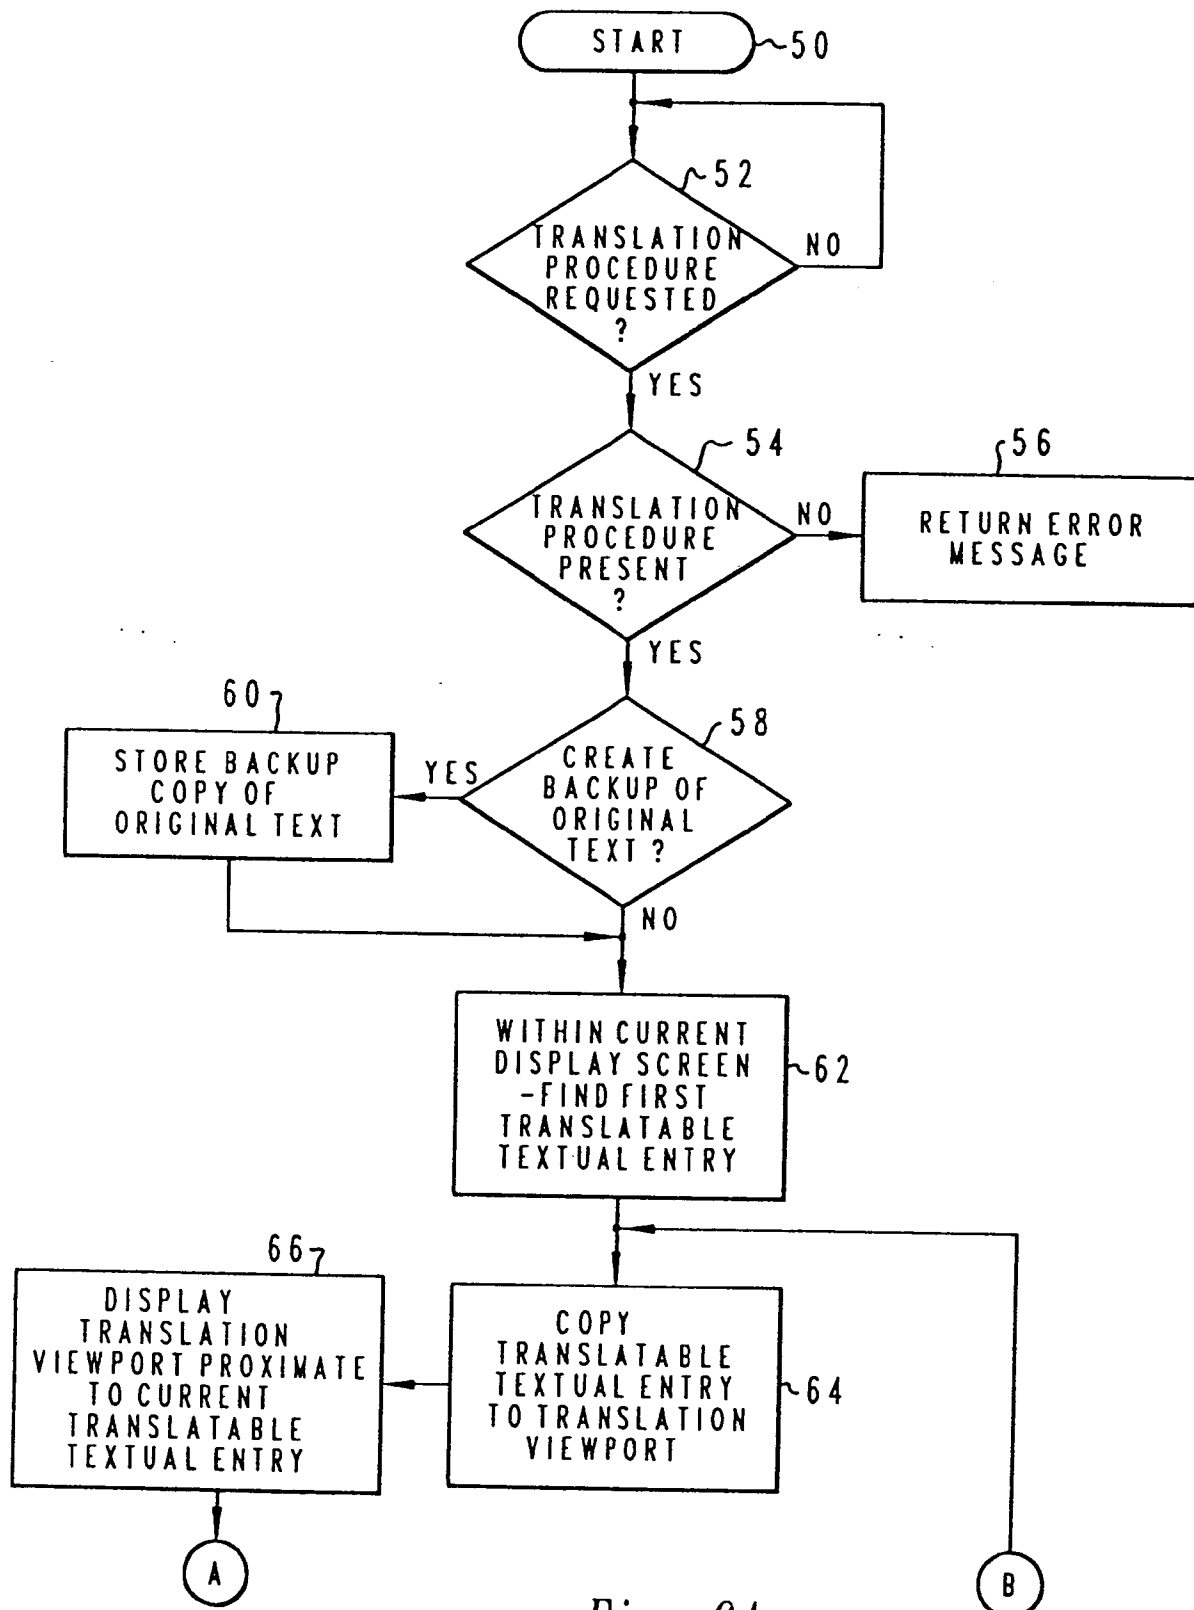 START
50
52
TRANSLATION
PROCEDURE
REQUESTED
?
NO
YES
54
TRANSLATION
PROCEDURE
PRESENT
?
NO
56
RETURN ERROR
MESSAGE
YES
58
CREATE
BACKUP OF
ORIGINAL
TEXT ?
YES
60
STORE BACKUP
COPY OF
ORIGINAL TEXT
NO
WITHIN CURRENT
DISPLAY SCREEN
-FIND FIRST
TRANSLATABLE
TEXTUAL ENTRY
62
COPY
TRANSLATABLE
TEXTUAL ENTRY
TO TRANSLATION
VIEWPORT
64
66
DISPLAY
TRANSLATION
VIEWPORT PROXIMATE
TO CURRENT
TRANSLATABLE
TEXTUAL ENTRY
A
B